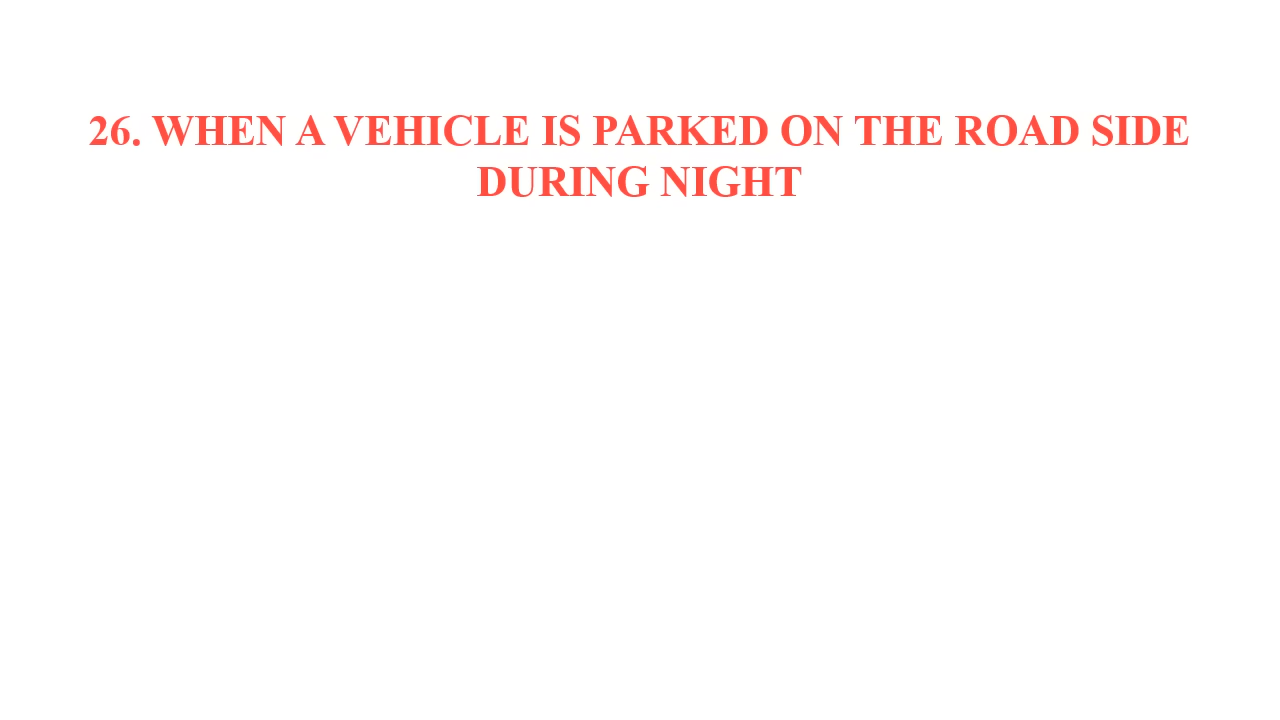 26. WHEN A VEHICLE IS PARKED ON THE ROAD SIDE
DURING NIGHT